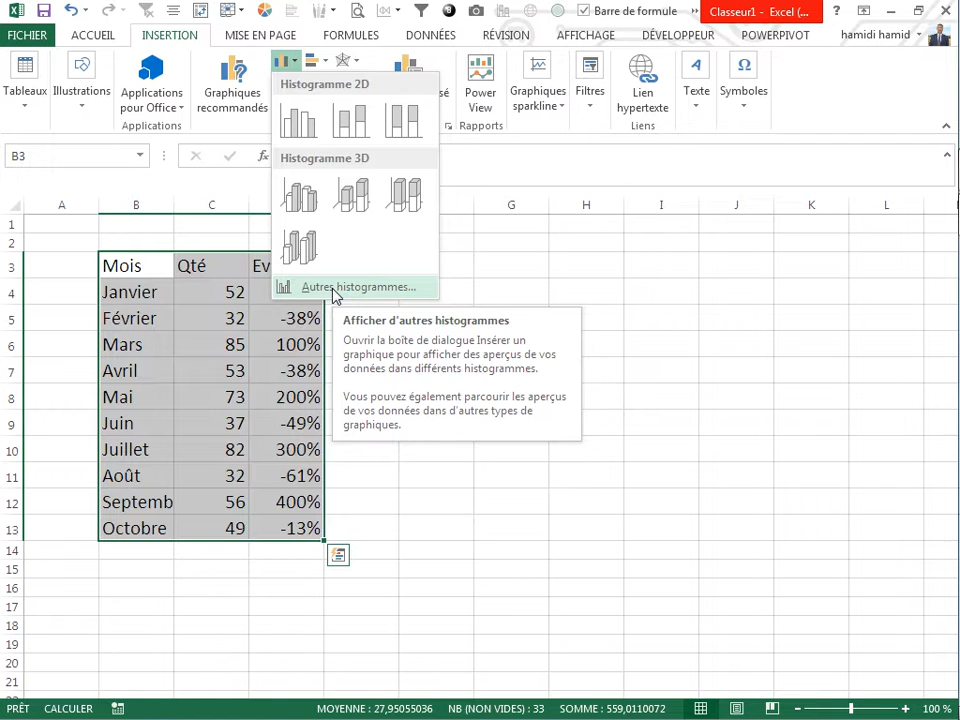 Barre de formule
Classeur1 - Excel (...
FICHIER ACCUEIL INSERTION MISE EN PAGE FORMULES DONNÉES RÉVISION AFFICHAGE DÉVELOPPEUR POWERPIVOT hamidi hamid
Tableaux
Illustrations
Applications
pour Office
Applications
Graphiques
recommandés
sé
Power
View
Rapports
Graphiques
sparkline
Filtres
Lien
hypertexte
Liens
Texte
Symboles
B3
fx
Histogramme 2D
Histogramme 3D
Autres histogrammes...
Afficher d'autres histogrammes
Ouvrir la boîte de dialogue Insérer un
graphique pour afficher des aperçus de vos
données dans différents histogrammes.
Vous pouvez également parcourir les aperçus
de vos données dans d'autres types de
graphiques.
A B C G H I J K L
1
2
3 Mois Qté Ev
4 Janvier 52
5 Février 32 -38%
6 Mars 85 100%
7 Avril 53 -38%
8 Mai 73 200%
9 Juin 37 -49%
10 Juillet 82 300%
11 Août 32 -61%
12 Septemb 56 400%
13 Octobre 49 -13%
14
15
16
17
18
19
20
21
PRÊT CALCULER MOYENNE : 27,95055036 NB (NON VIDES) : 33 SOMME : 559,0110072 100 %